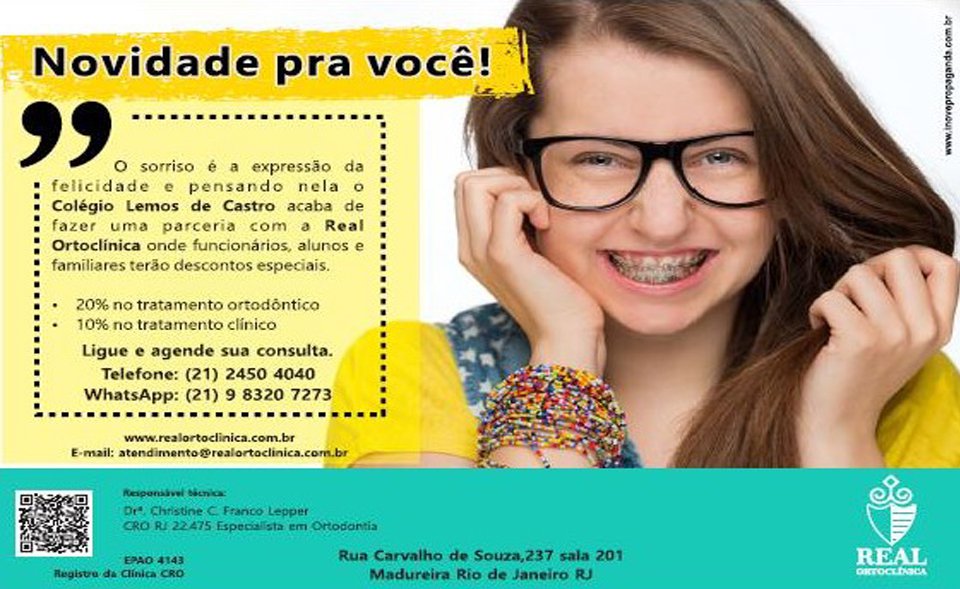 Novidade pra você!
www.inovepropaganda.com.br
O sorriso é a expressão da
felicidade e pensando nela o
Colégio Lemos de Castro acaba de
fazer uma parceria com a Real
Ortoclínica onde funcionários, alunos e
familiares terão descontos especiais.
• 20% no tratamento ortodôntico
• 10% no tratamento clínico
Ligue e agende sua consulta.
Telefone: (21) 2450 4040
WhatsApp: (21) 9 8320 7273
www.realortoclinica.com.br
E-mail: atendimento@realortoclinica.com.br
Responsável técnica:
Drª. Christine C. Franco Lepper
CRO RJ 22.475 Especialista em Ortodontia
EPAO 4143
Registro da Clínica CRO
Rua Carvalho de Souza,237 sala 201
Madureira Rio de Janeiro RJ
REAL
ORTOCLÍNICA